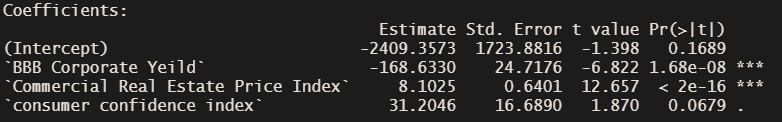 Coefficients:
Estimate Std. Error t value Pr(>|t|)
(Intercept) -2409.3573 1723.8816 -1.398 0.1689
`BBB Corporate Yeild` -168.6330 24.7176 -6.822 1.68e-08 ***
`Commercial Real Estate Price Index` 8.1025 0.6401 12.657 < 2e-16 ***
`consumer confidence index` 31.2046 16.6890 1.870 0.0679 .